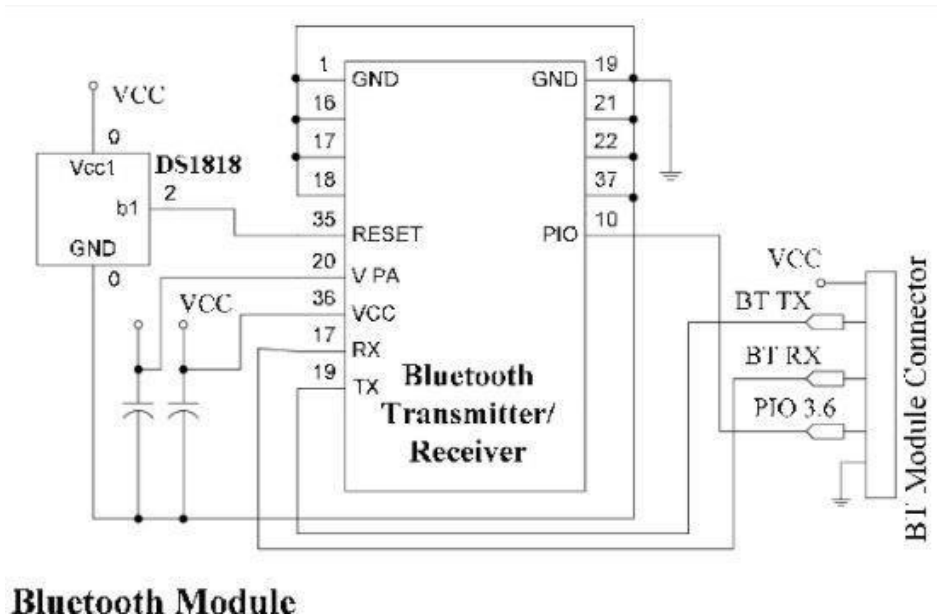 VCC
0
Vcc1
DS1818
b1
2
GND
0
VCC
1
GND
16
17
18
35
RESET
20
V PA
36
VCC
17
RX
19
TX
Bluetooth
Transmitter/
Receiver
19
GND
21
22
37
10
PIO
VCC
BT TX
BT RX
PIO 3.6
BT Module Connector
Bluetooth Module